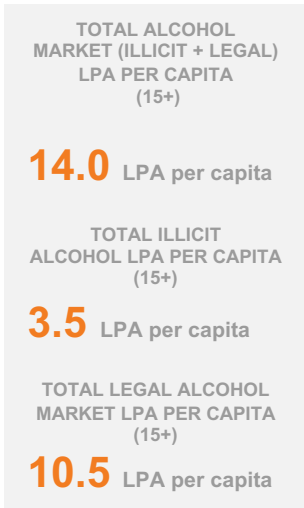 TOTAL ALCOHOL
MARKET (ILLICIT + LEGAL)
LPA PER CAPITA
(15+)
14.0 LPA per capita
TOTAL ILLICIT
ALCOHOL LPA PER CAPITA
(15+)
3.5 LPA per capita
TOTAL LEGAL ALCOHOL
MARKET LPA PER CAPITA
(15+)
10.5 LPA per capita